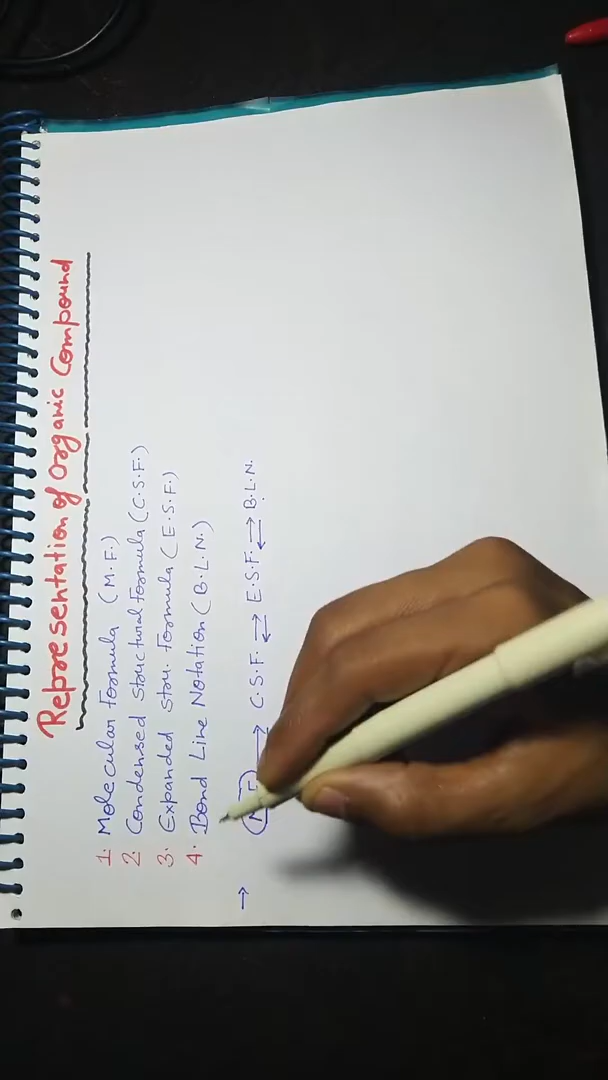 Representation of Organic Compound
1. Molecular formula (M.F.)
2. Condensed structural Formula (C.S.F.)
3. Expanded stru. formula (E.S.F.)
4. Bond Line Notation (B.L.N.)
→ (M.F) → C.S.F. ⇌ E.S.F. ⇌ B.L.N.